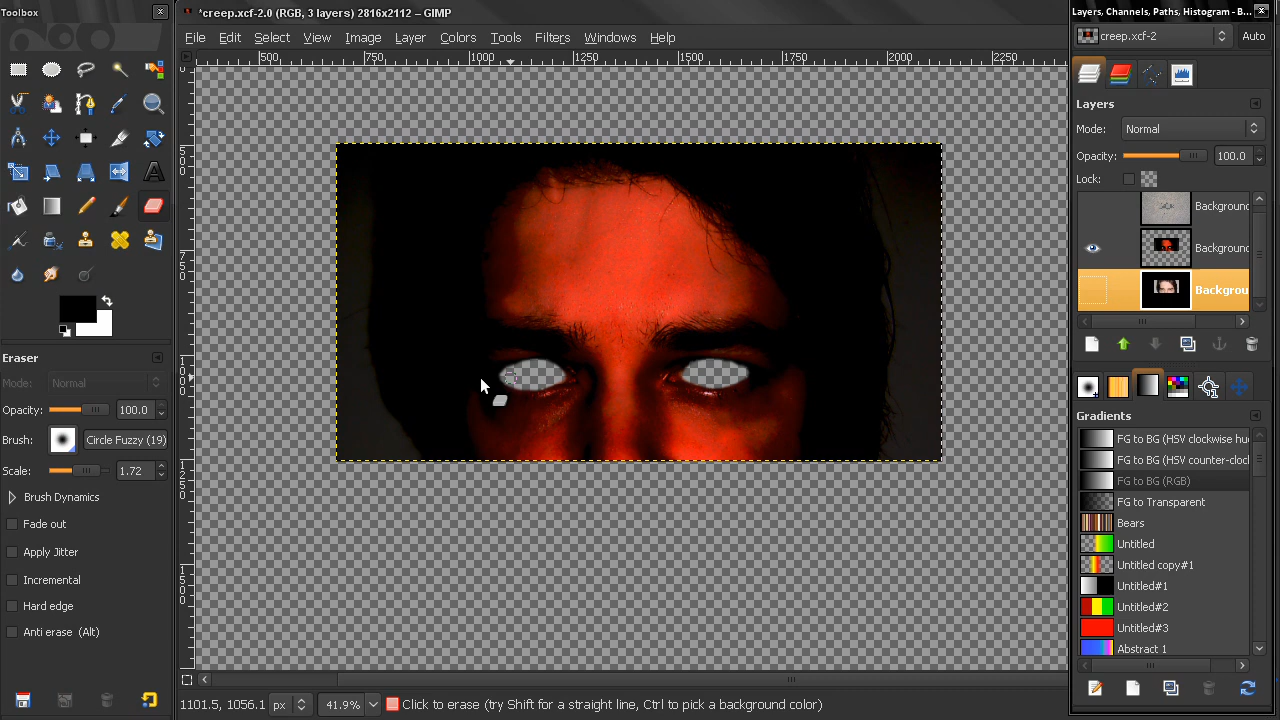 Toolbox
*creep.xcf-2.0 (RGB, 3 layers) 2816x2112 – GIMP
Layers, Channels, Paths, Histogram - B...
File Edit Select View Image Layer Colors Tools Filters Windows Help
creep.xcf-2 Auto
500 750 1000 1250 1500 1750 2000 2250
500
750
1000
1250
1500
Layers
Mode: Normal
Opacity: 100.0
Lock:
Background
Background
Backgrou
Eraser
Mode: Normal
Opacity: 100.0
Brush: Circle Fuzzy (19)
Scale: 1.72
Brush Dynamics
Fade out
Apply Jitter
Incremental
Hard edge
Anti erase (Alt)
Gradients
FG to BG (HSV clockwise hu
FG to BG (HSV counter-cloc
FG to BG (RGB)
FG to Transparent
Bears
Untitled
Untitled copy#1
Untitled#1
Untitled#2
Untitled#3
Abstract 1
1101.5, 1056.1 px 41.9% Click to erase (try Shift for a straight line, Ctrl to pick a background color)